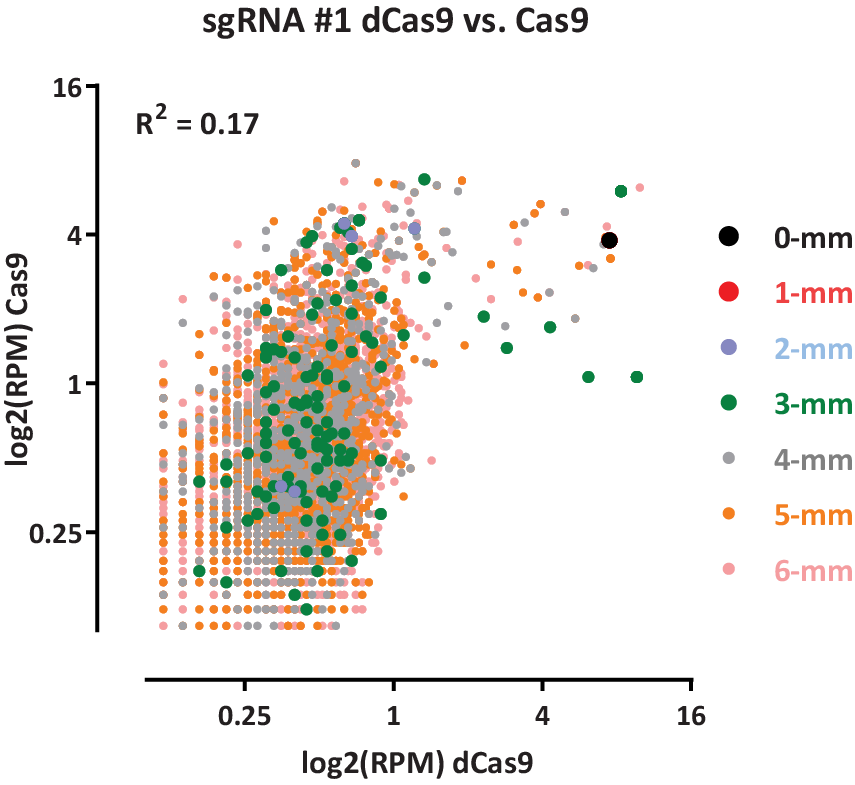 sgRNA #1 dCas9 vs. Cas9
16
R² = 0.17
4
1
0.25
log2(RPM) Cas9
0-mm
1-mm
2-mm
3-mm
4-mm
5-mm
6-mm
0.25 1 4 16
log2(RPM) dCas9